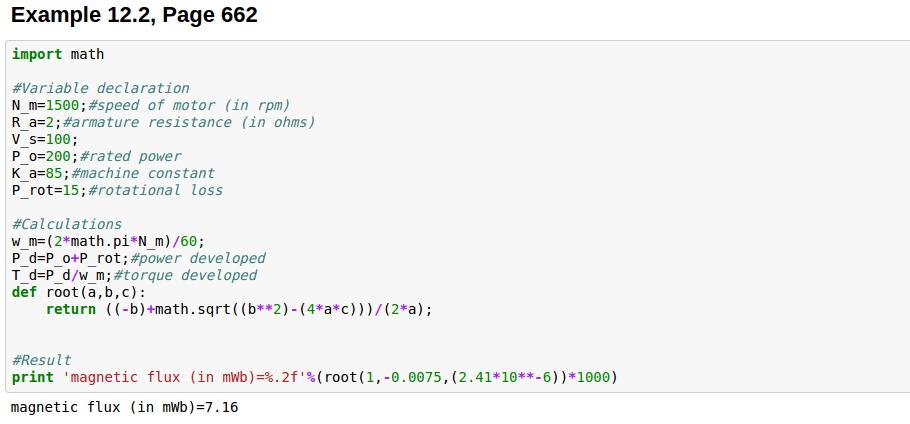 Example 12.2, Page 662
import math
#Variable declaration
N_m=1500;#speed of motor (in rpm)
R_a=2;#armature resistance (in ohms)
V_s=100;
P_o=200;#rated power
K_a=85;#machine constant
P_rot=15;#rotational loss
#Calculations
w_m=(2*math.pi*N_m)/60;
P_d=P_o+P_rot;#power developed
T_d=P_d/w_m;#torque developed
def root(a,b,c):
    return ((-b)+math.sqrt((b**2)-(4*a*c)))/(2*a);
#Result
print 'magnetic flux (in mWb)=%.2f'%(root(1,-0.0075,(2.41*10**-6))*1000)
magnetic flux (in mWb)=7.16